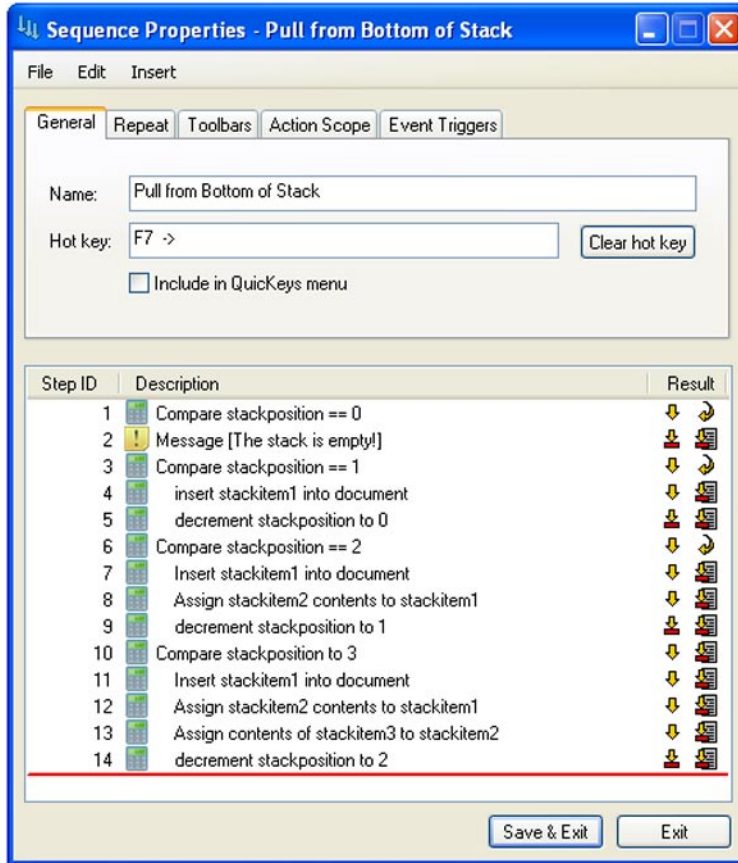 Sequence Properties - Pull from Bottom of Stack
File Edit Insert
General Repeat Toolbars Action Scope Event Triggers
Name: Pull from Bottom of Stack
Hot key: F7 -> Clear hot key
Include in QuicKeys menu
Step ID Description Result
1 Compare stackposition == 0
2 Message [The stack is empty!]
3 Compare stackposition == 1
4 insert stackitem1 into document
5 decrement stackposition to 0
6 Compare stackposition == 2
7 Insert stackitem1 into document
8 Assign stackitem2 contents to stackitem1
9 decrement stackposition to 1
10 Compare stackposition to 3
11 Insert stackitem1 into document
12 Assign stackitem2 contents to stackitem1
13 Assign contents of stackitem3 to stackitem2
14 decrement stackposition to 2
Save & Exit Exit